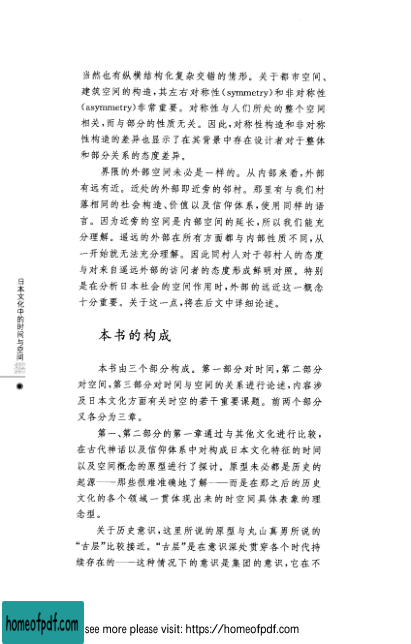 当然也有纵横结构化复杂交错的情形。关于都市空间、
建筑空间的构造，其左右对称性(symmetry)和非对称性
(asymmetry)非常重要。对称性与人们所处的整个空间
相关，而与部分的性质无关。因此，对称性构造和非对称
性构造的差异也显示了在其背景中存在设计者对于整体
和部分关系的态度差异。
界限的外部空间未必是一样的。从内部来看，外部
有远有近。近处的外部即近旁的邻村。那里有与我们村
落相同的社会构造、价值以及信仰体系，使用同样的语
言。因为近旁的空间是内部空间的延长，所以我们能充
分理解。遥远的外部在所有方面都与内部性质不同，从
一开始就无法充分理解。因此同村人对于邻村人的态度
与对来自遥远外部的访问者的态度形成鲜明对照。特别
是在分析日本社会的空间作用时，外部的远近这一概念
十分重要。关于这一点，将在后文中详细论述。
日本文化中的时间与空间
本书的构成
本书由三个部分构成。第一部分对时间，第二部分
对空间，第三部分对时间与空间的关系进行论述，内容涉
及日本文化方面有关时空的若干重要课题。前两个部分
又各分为三章。
第一、第二部分的第一章通过与其他文化进行比较，
在古代神话以及信仰体系中对构成日本文化特征的时间
以及空间概念的原型进行了探讨。原型未必都是历史的
起源——那些很难准确地了解——而是在那之后的历史
文化的各个领域一贯体现出来的时空间具体表象的理
念型。
关于历史意识，这里所说的原型与丸山真男所说的
“古层”比较接近。“古层”是在意识深处贯穿各个时代持
续存在的——这种情况下的意识是集团的意识，它在不
homeofpdf.com
see more please visit: https://homeofpdf.com